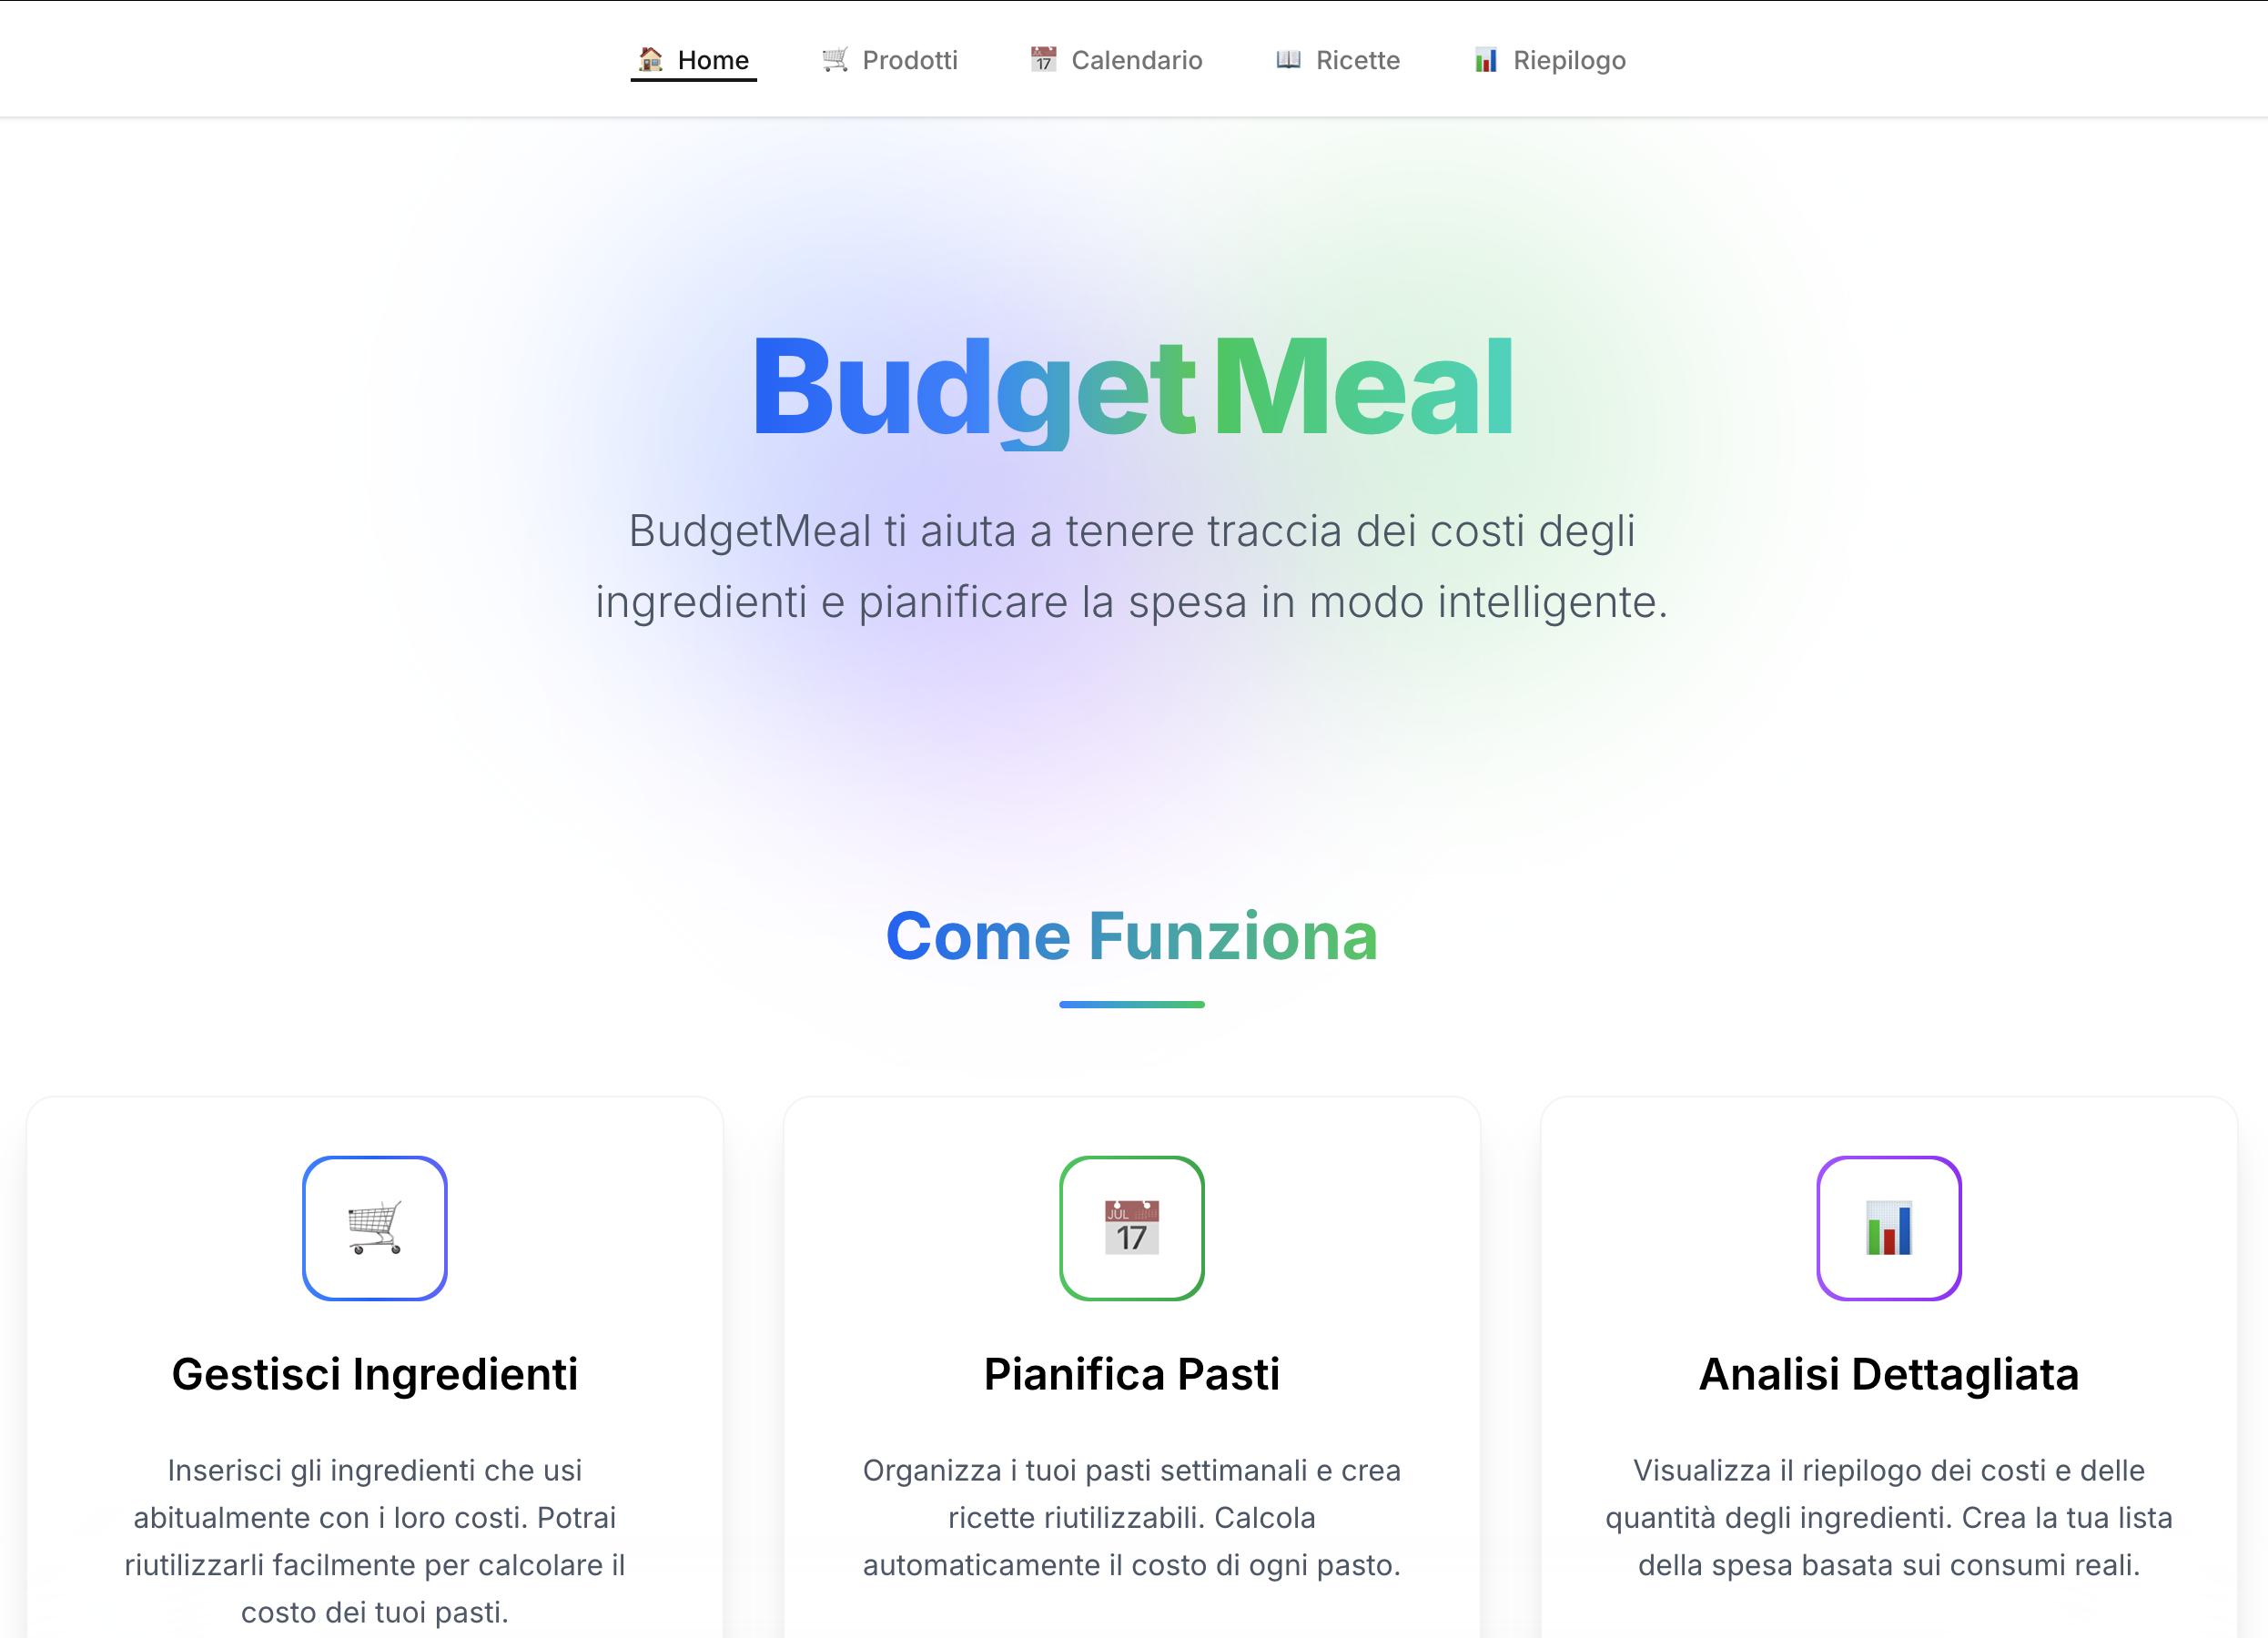 Home Prodotti Calendario Ricette Riepilogo
BudgetMeal
BudgetMeal ti aiuta a tenere traccia dei costi degli
ingredienti e pianificare la spesa in modo intelligente.
Come Funziona
JUL
17
Gestisci Ingredienti
Inserisci gli ingredienti che usi
abitualmente con i loro costi. Potrai
riutilizzarli facilmente per calcolare il
costo dei tuoi pasti.
Pianifica Pasti
Organizza i tuoi pasti settimanali e crea
ricette riutilizzabili. Calcola
automaticamente il costo di ogni pasto.
Analisi Dettagliata
Visualizza il riepilogo dei costi e delle
quantità degli ingredienti. Crea la tua lista
della spesa basata sui consumi reali.